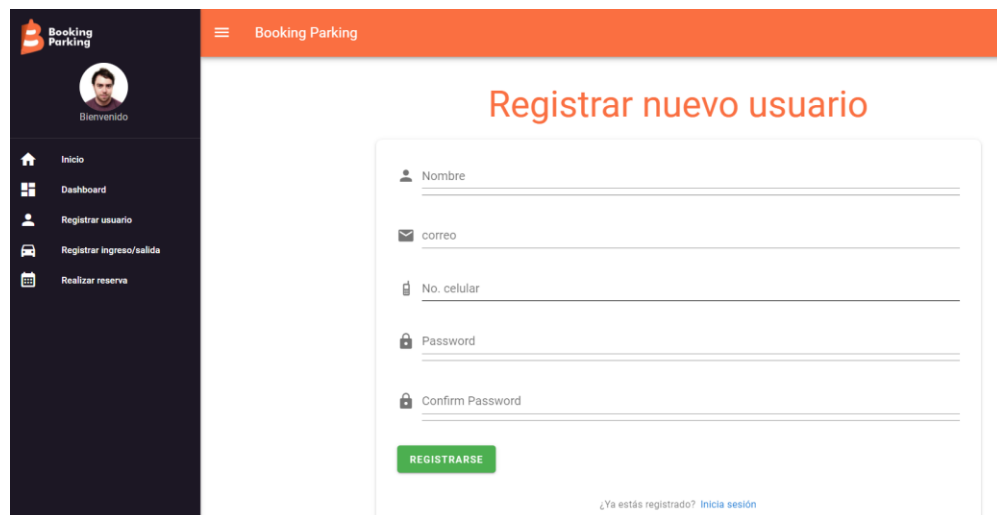 Booking
Parking
Bienvenido
Inicio
Dashboard
Registrar usuario
Registrar ingreso/salida
Realizar reserva
Booking Parking
Registrar nuevo usuario
Nombre
correo
No. celular
Password
Confirm Password
REGISTRARSE
¿Ya estás registrado? Inicia sesión